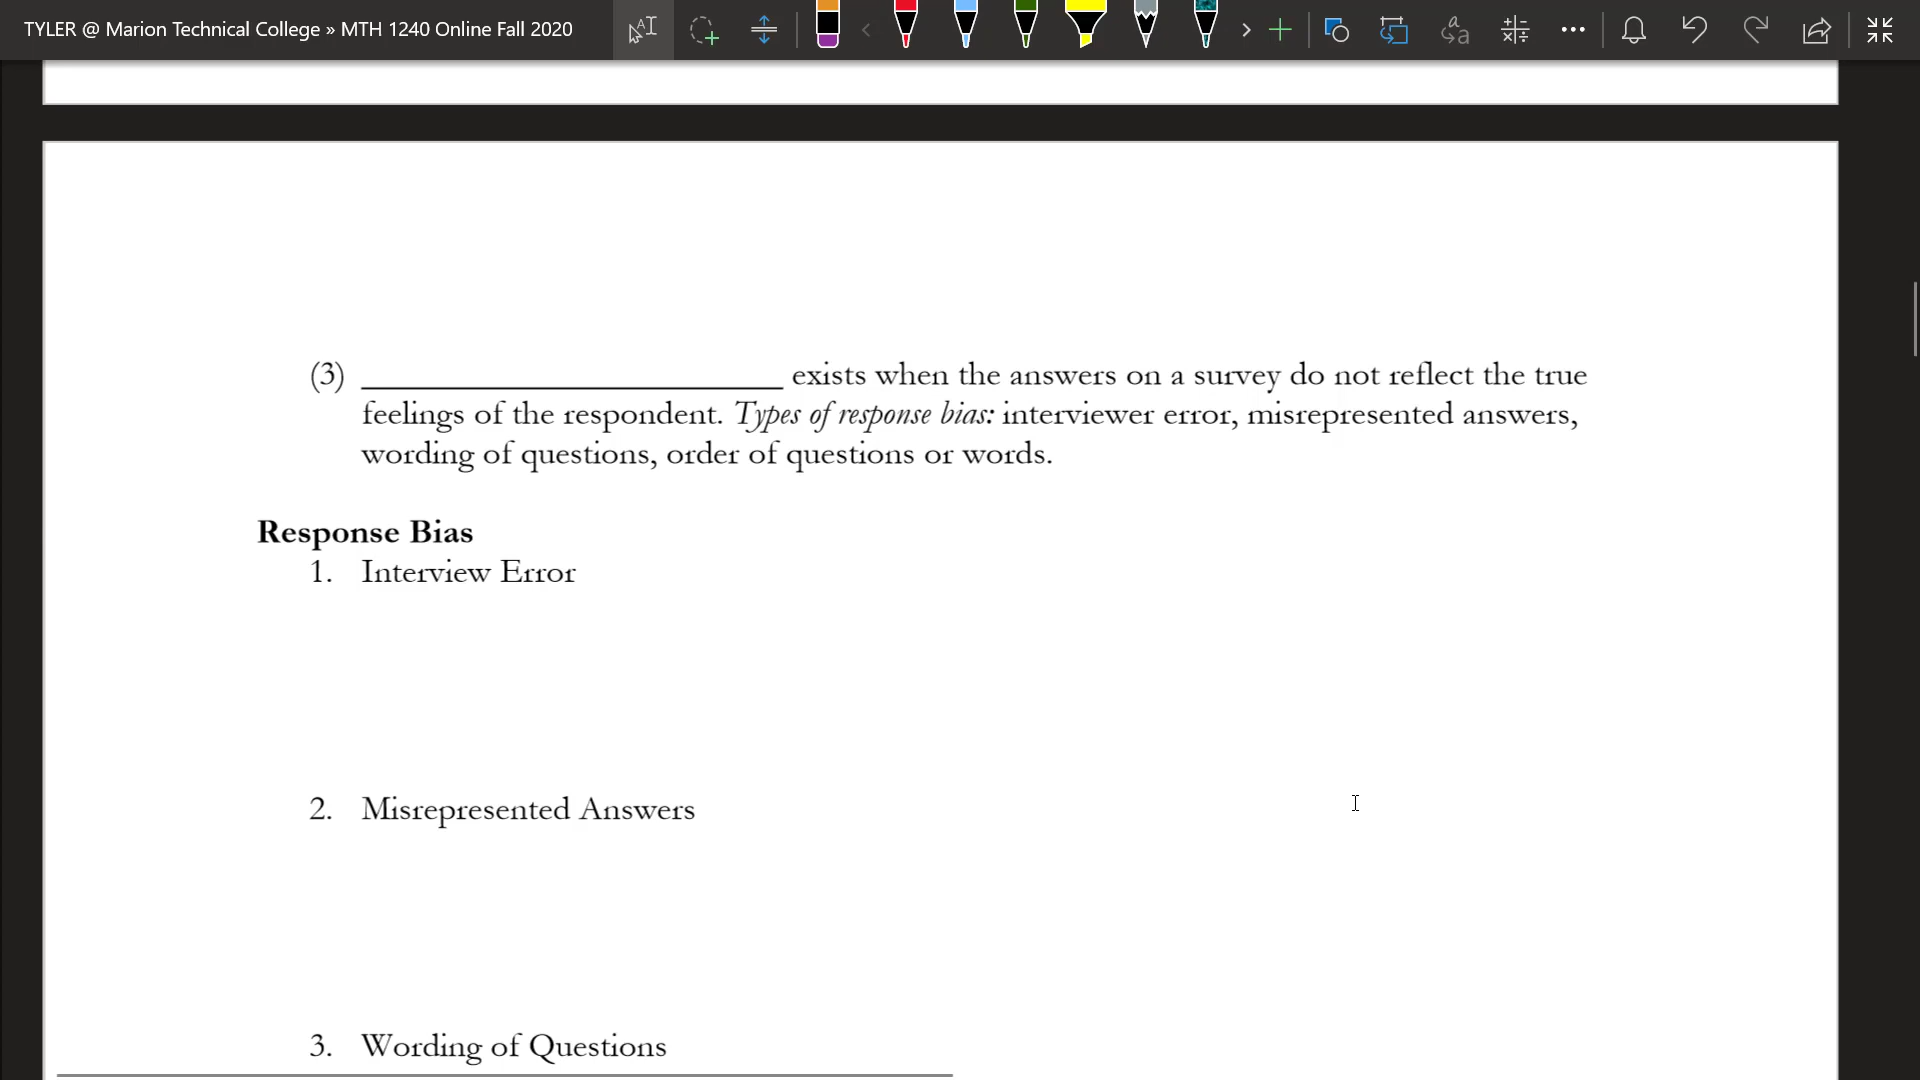 TYLER @ Marion Technical College » MTH 1240 Online Fall 2020
(3) __________________________ exists when the answers on a survey do not reflect the true
feelings of the respondent. Types of response bias: interviewer error, misrepresented answers,
wording of questions, order of questions or words.
Response Bias
1. Interview Error
2. Misrepresented Answers
3. Wording of Questions